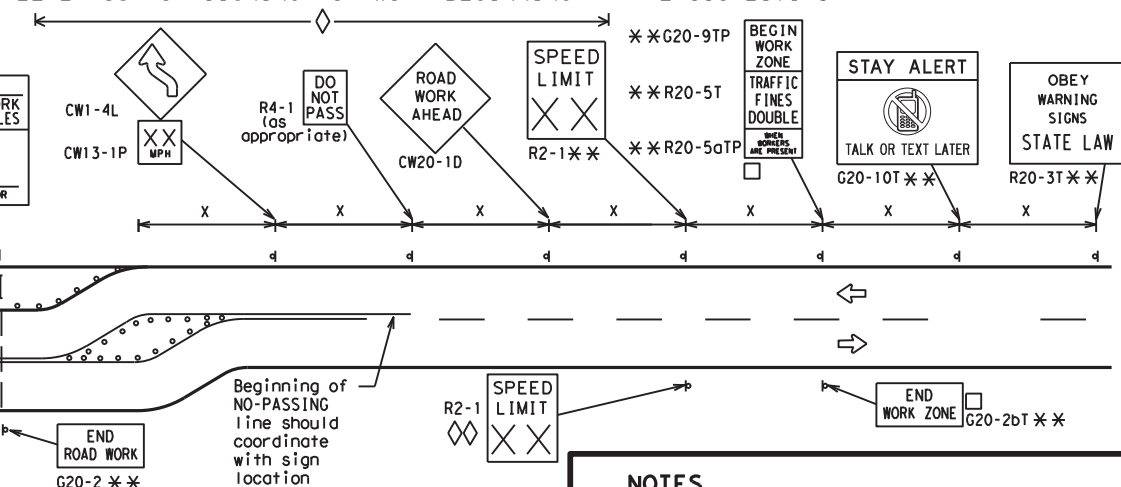 BEGIN
WORK
ZONE
TRAFFIC
FINES
DOUBLE
WHEN
WORKERS
ARE PRESENT
**G20-9TP
**R20-5T
**R20-5aTP
SPEED
LIMIT
XX
R2-1**
ROAD
WORK
AHEAD
CW20-1D
DO
NOT
PASS
R4-1
(as
appropriate)
CW1-4L
XX
MPH
CW13-1P
STAY ALERT
TALK OR TEXT LATER
G20-10T**
OBEY
WARNING
SIGNS
STATE LAW
R20-3T**
X X X X X X X
Beginning of
NO-PASSING
line should
coordinate
with sign
location
R2-1
SPEED
LIMIT
XX
END
WORK ZONE
G20-2bT**
END
ROAD WORK
G20-2**
NOTES